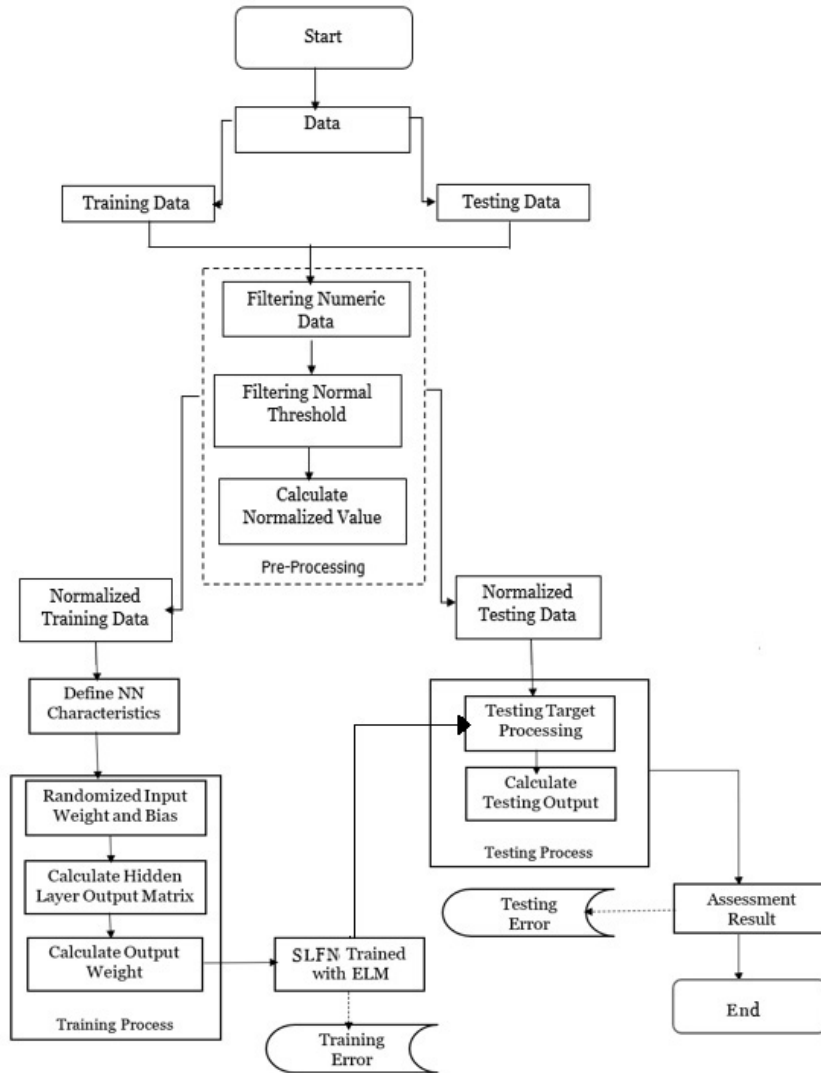 Start
Data
Training Data
Testing Data
Filtering Numeric
Data
Filtering Normal
Threshold
Calculate
Normalized Value
Pre-Processing
Normalized
Training Data
Normalized
Testing Data
Define NN
Characteristics
Testing Target
Processing
Calculate
Testing Output
Testing Process
Randomized Input
Weight and Bias
Calculate Hidden
Layer Output Matrix
Calculate Output
Weight
Training Process
SLFN Trained
with ELM
Training
Error
Testing
Error
Assessment
Result
End